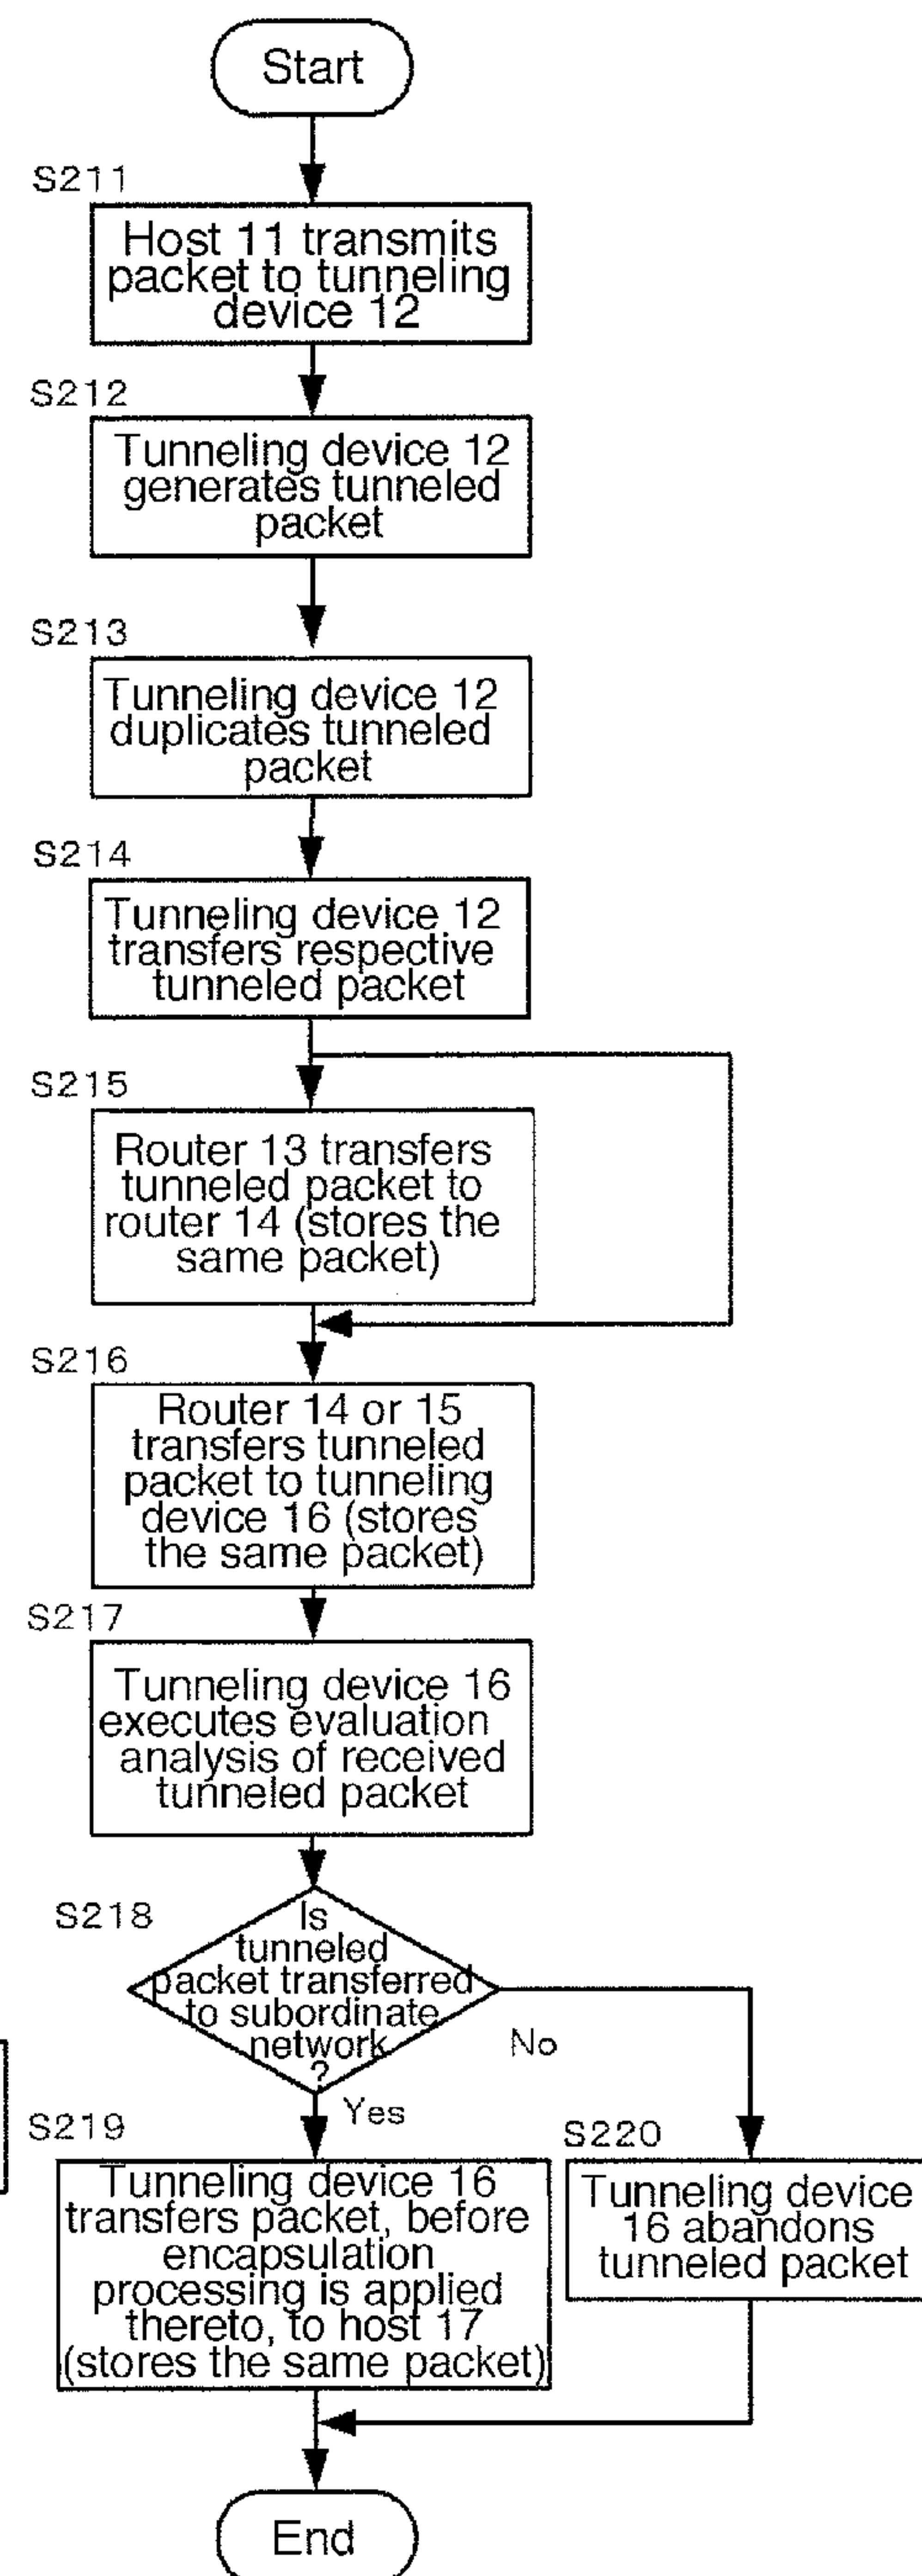 Start
S211
Host 11 transmits
packet to tunneling
device 12
S212
Tunneling device 12
generates tunneled
packet
S213
Tunneling device 12
duplicates tunneled
packet
S214
Tunneling device 12
transfers respective
tunneled packet
S215
Router 13 transfers
tunneled packet to
router 14 (stores the
same packet)
S216
Router 14 or 15
transfers tunneled
packet to tunneling
device 16 (stores
the same packet)
S217
Tunneling device 16
executes evaluation
analysis of received
tunneled packet
S218
Is
tunneled
packet transferred
to subordinate
network
?
No
Yes
S219
Tunneling device 16
transfers packet, before
encapsulation
processing is applied
thereto, to host 17
(stores the same packet)
S220
Tunneling device
16 abandons
tunneled packet
End